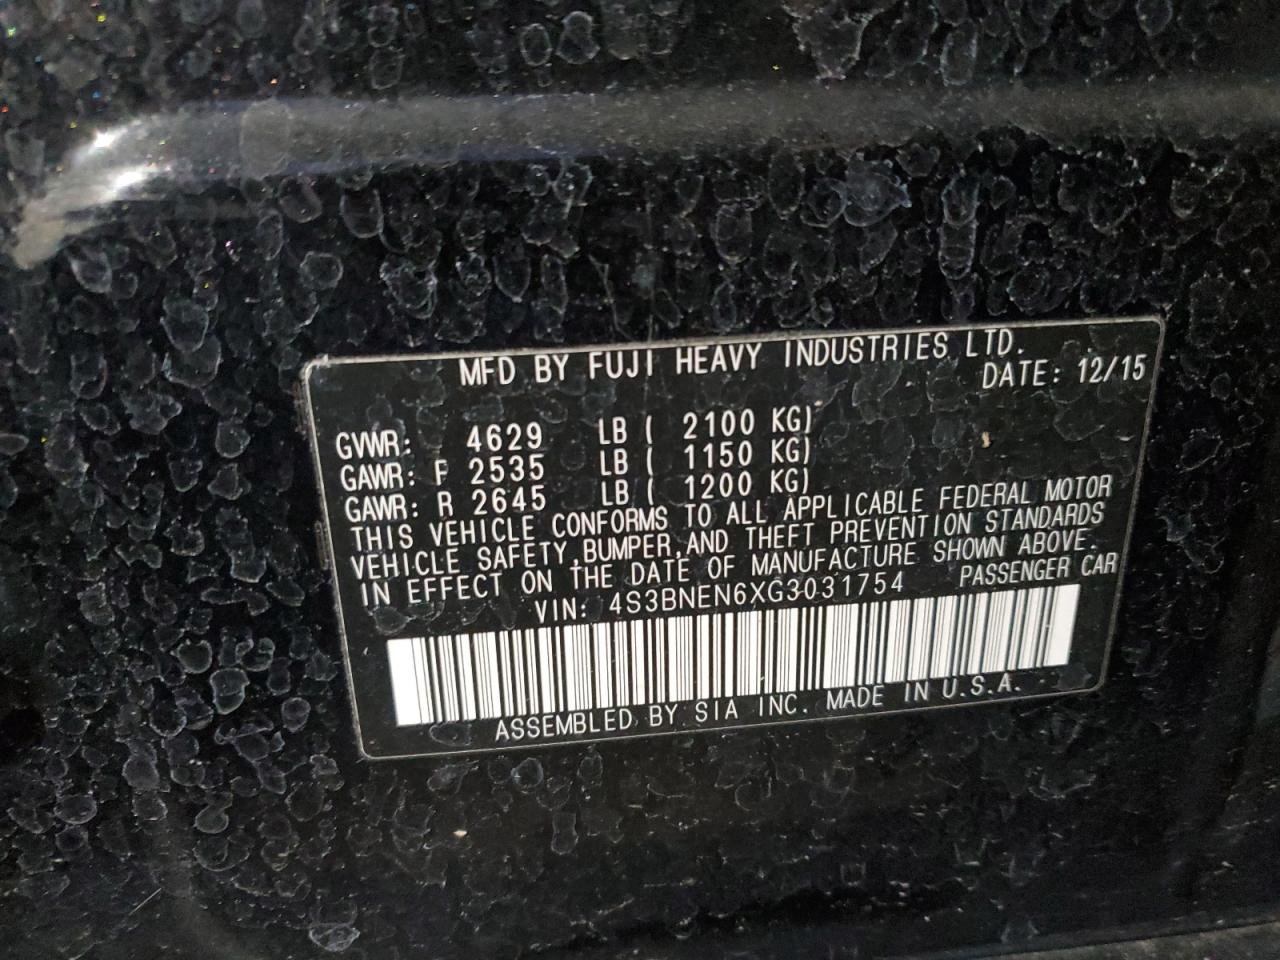 MFD BY FUJI HEAVY INDUSTRIES LTD.
DATE: 12/15
GVWR: 4629 LB ( 2100 KG)
GAWR: F 2535 LB ( 1150 KG)
GAWR: R 2645 LB ( 1200 KG)
THIS VEHICLE CONFORMS TO ALL APPLICABLE FEDERAL MOTOR
VEHICLE SAFETY,BUMPER,AND THEFT PREVENTION STANDARDS
IN EFFECT ON THE DATE OF MANUFACTURE SHOWN ABOVE.
VIN: 4S3BNEN6XG3031754 PASSENGER CAR
ASSEMBLED BY SIA INC. MADE IN U.S.A.